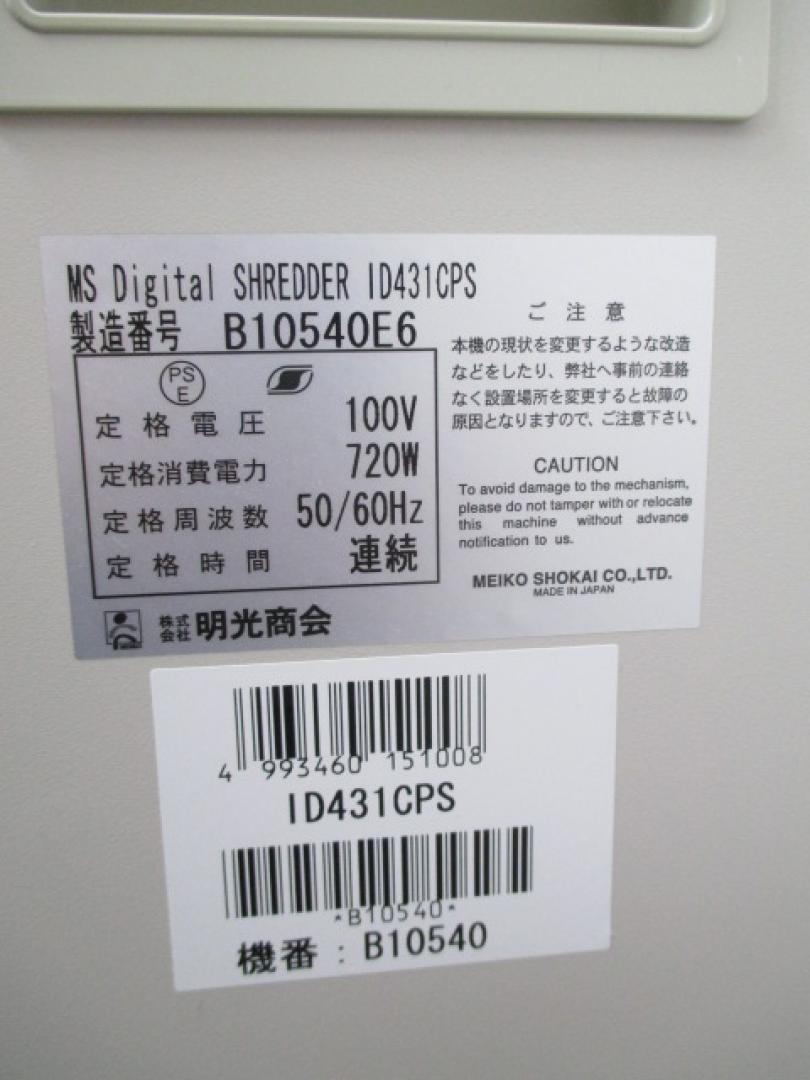 MS Digital SHREDDER ID431CPS
製造番号 B10540E6
PS
E
定格電圧 100V
定格消費電力 720W
定格周波数 50/60Hz
定格時間 連続
株式
会社 明光商会
ご注意
本機の現状を変更するような改造
などをしたり、弊社へ事前の連絡
なく設置場所を変更すると故障の
原因となりますので、ご注意下さい。
CAUTION
To avoid damage to the mechanism,
please do not tamper with or relocate
this machine without advance
notification to us.
MEIKO SHOKAI CO.,LTD.
MADE IN JAPAN
4 993460 151008
ID431CPS
*B10540*
機番：B10540